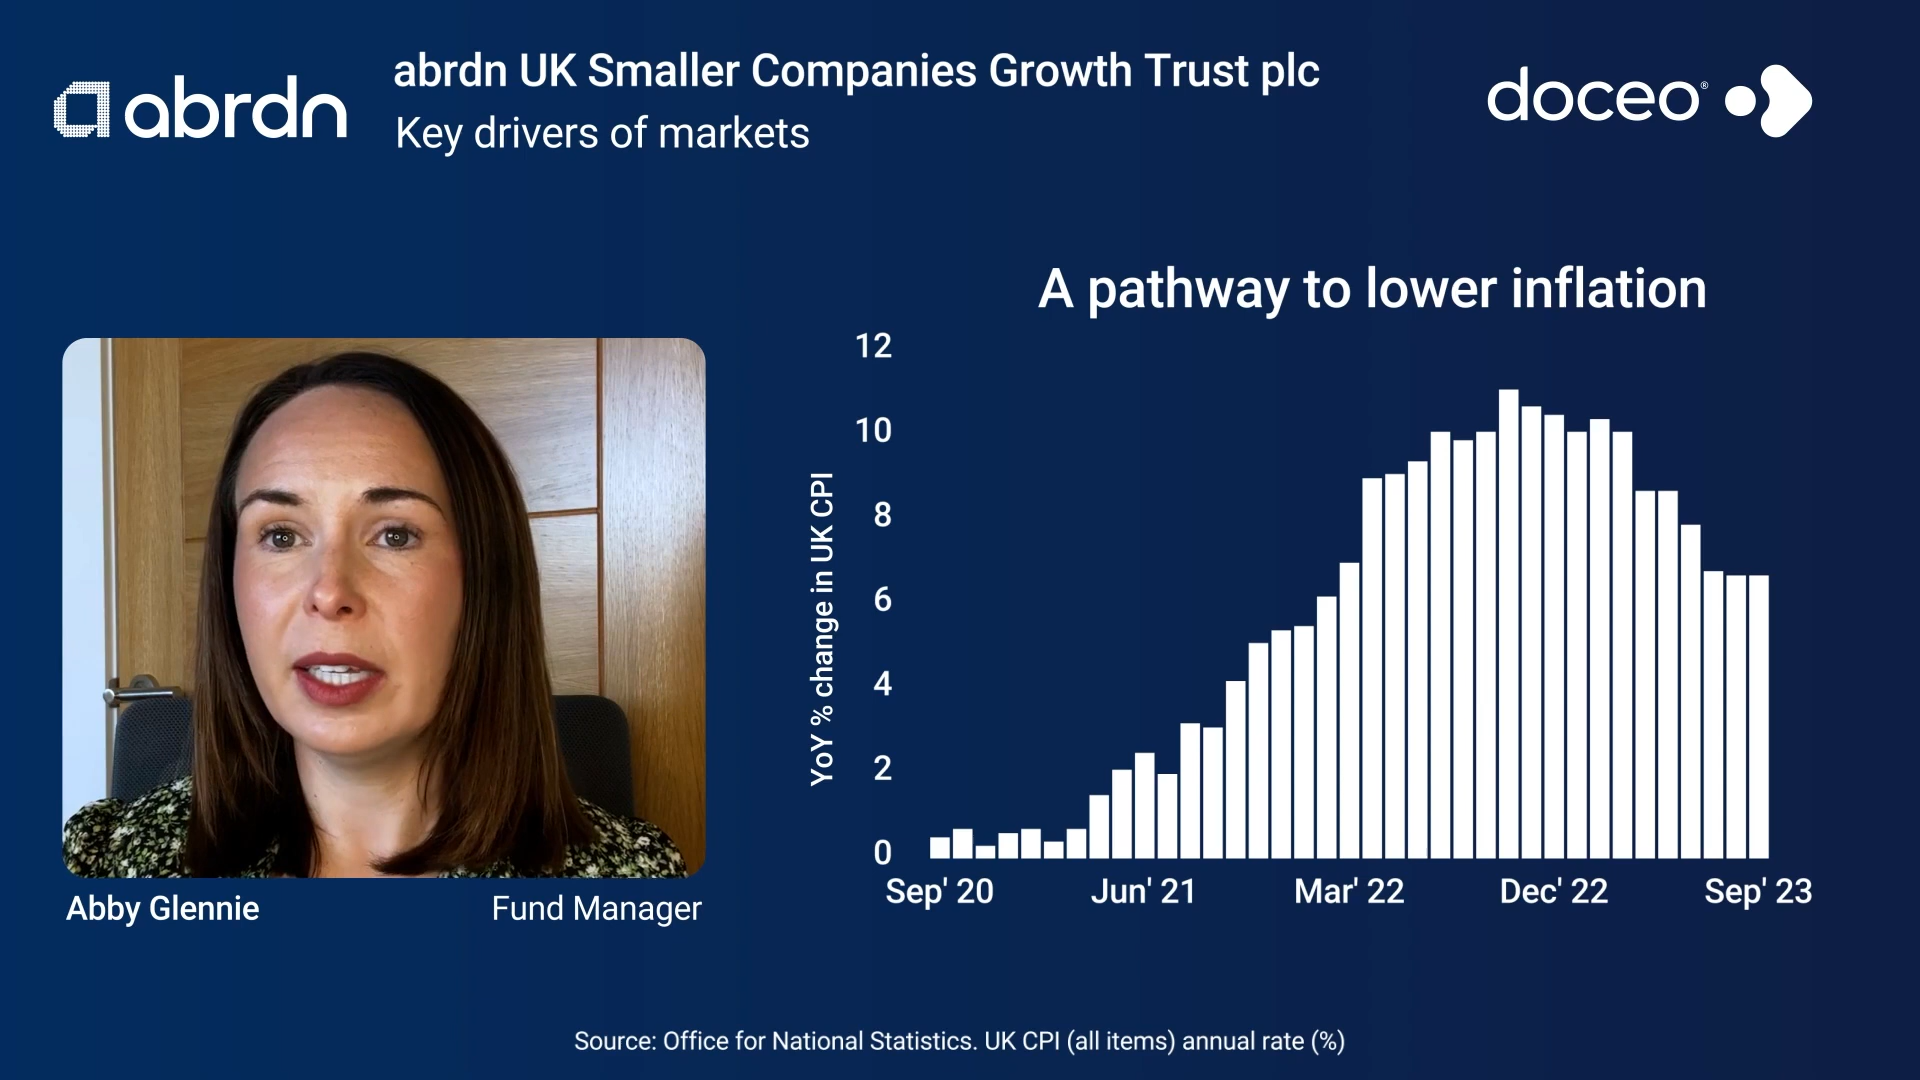 abrdn
abrdn UK Smaller Companies Growth Trust plc
Key drivers of markets
doceo®
A pathway to lower inflation
YoY % change in UK CPI
12
10
8
6
4
2
0
Sep' 20 Jun' 21 Mar' 22 Dec' 22 Sep' 23
Abby Glennie Fund Manager
Source: Office for National Statistics. UK CPI (all items) annual rate (%)